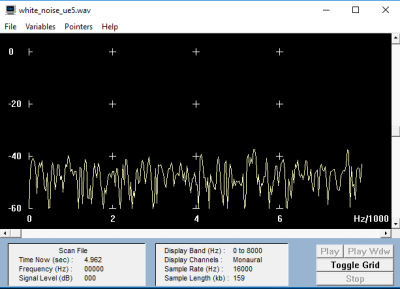 white_noise_ue5.wav
File Variables Pointers Help
0
-20
-40
-60
0 2 4 6 Hz/1000
Scan File
Time Now (sec) : 4.962
Frequency (Hz) : 00000
Signal Level (dB) 000
Display Band (Hz) : 0 to 8000
Display Channels : Monaural
Sample Rate (Hz) : 16000
Sample Length (kb) : 159
Play Play Wdw
Toggle Grid
Stop